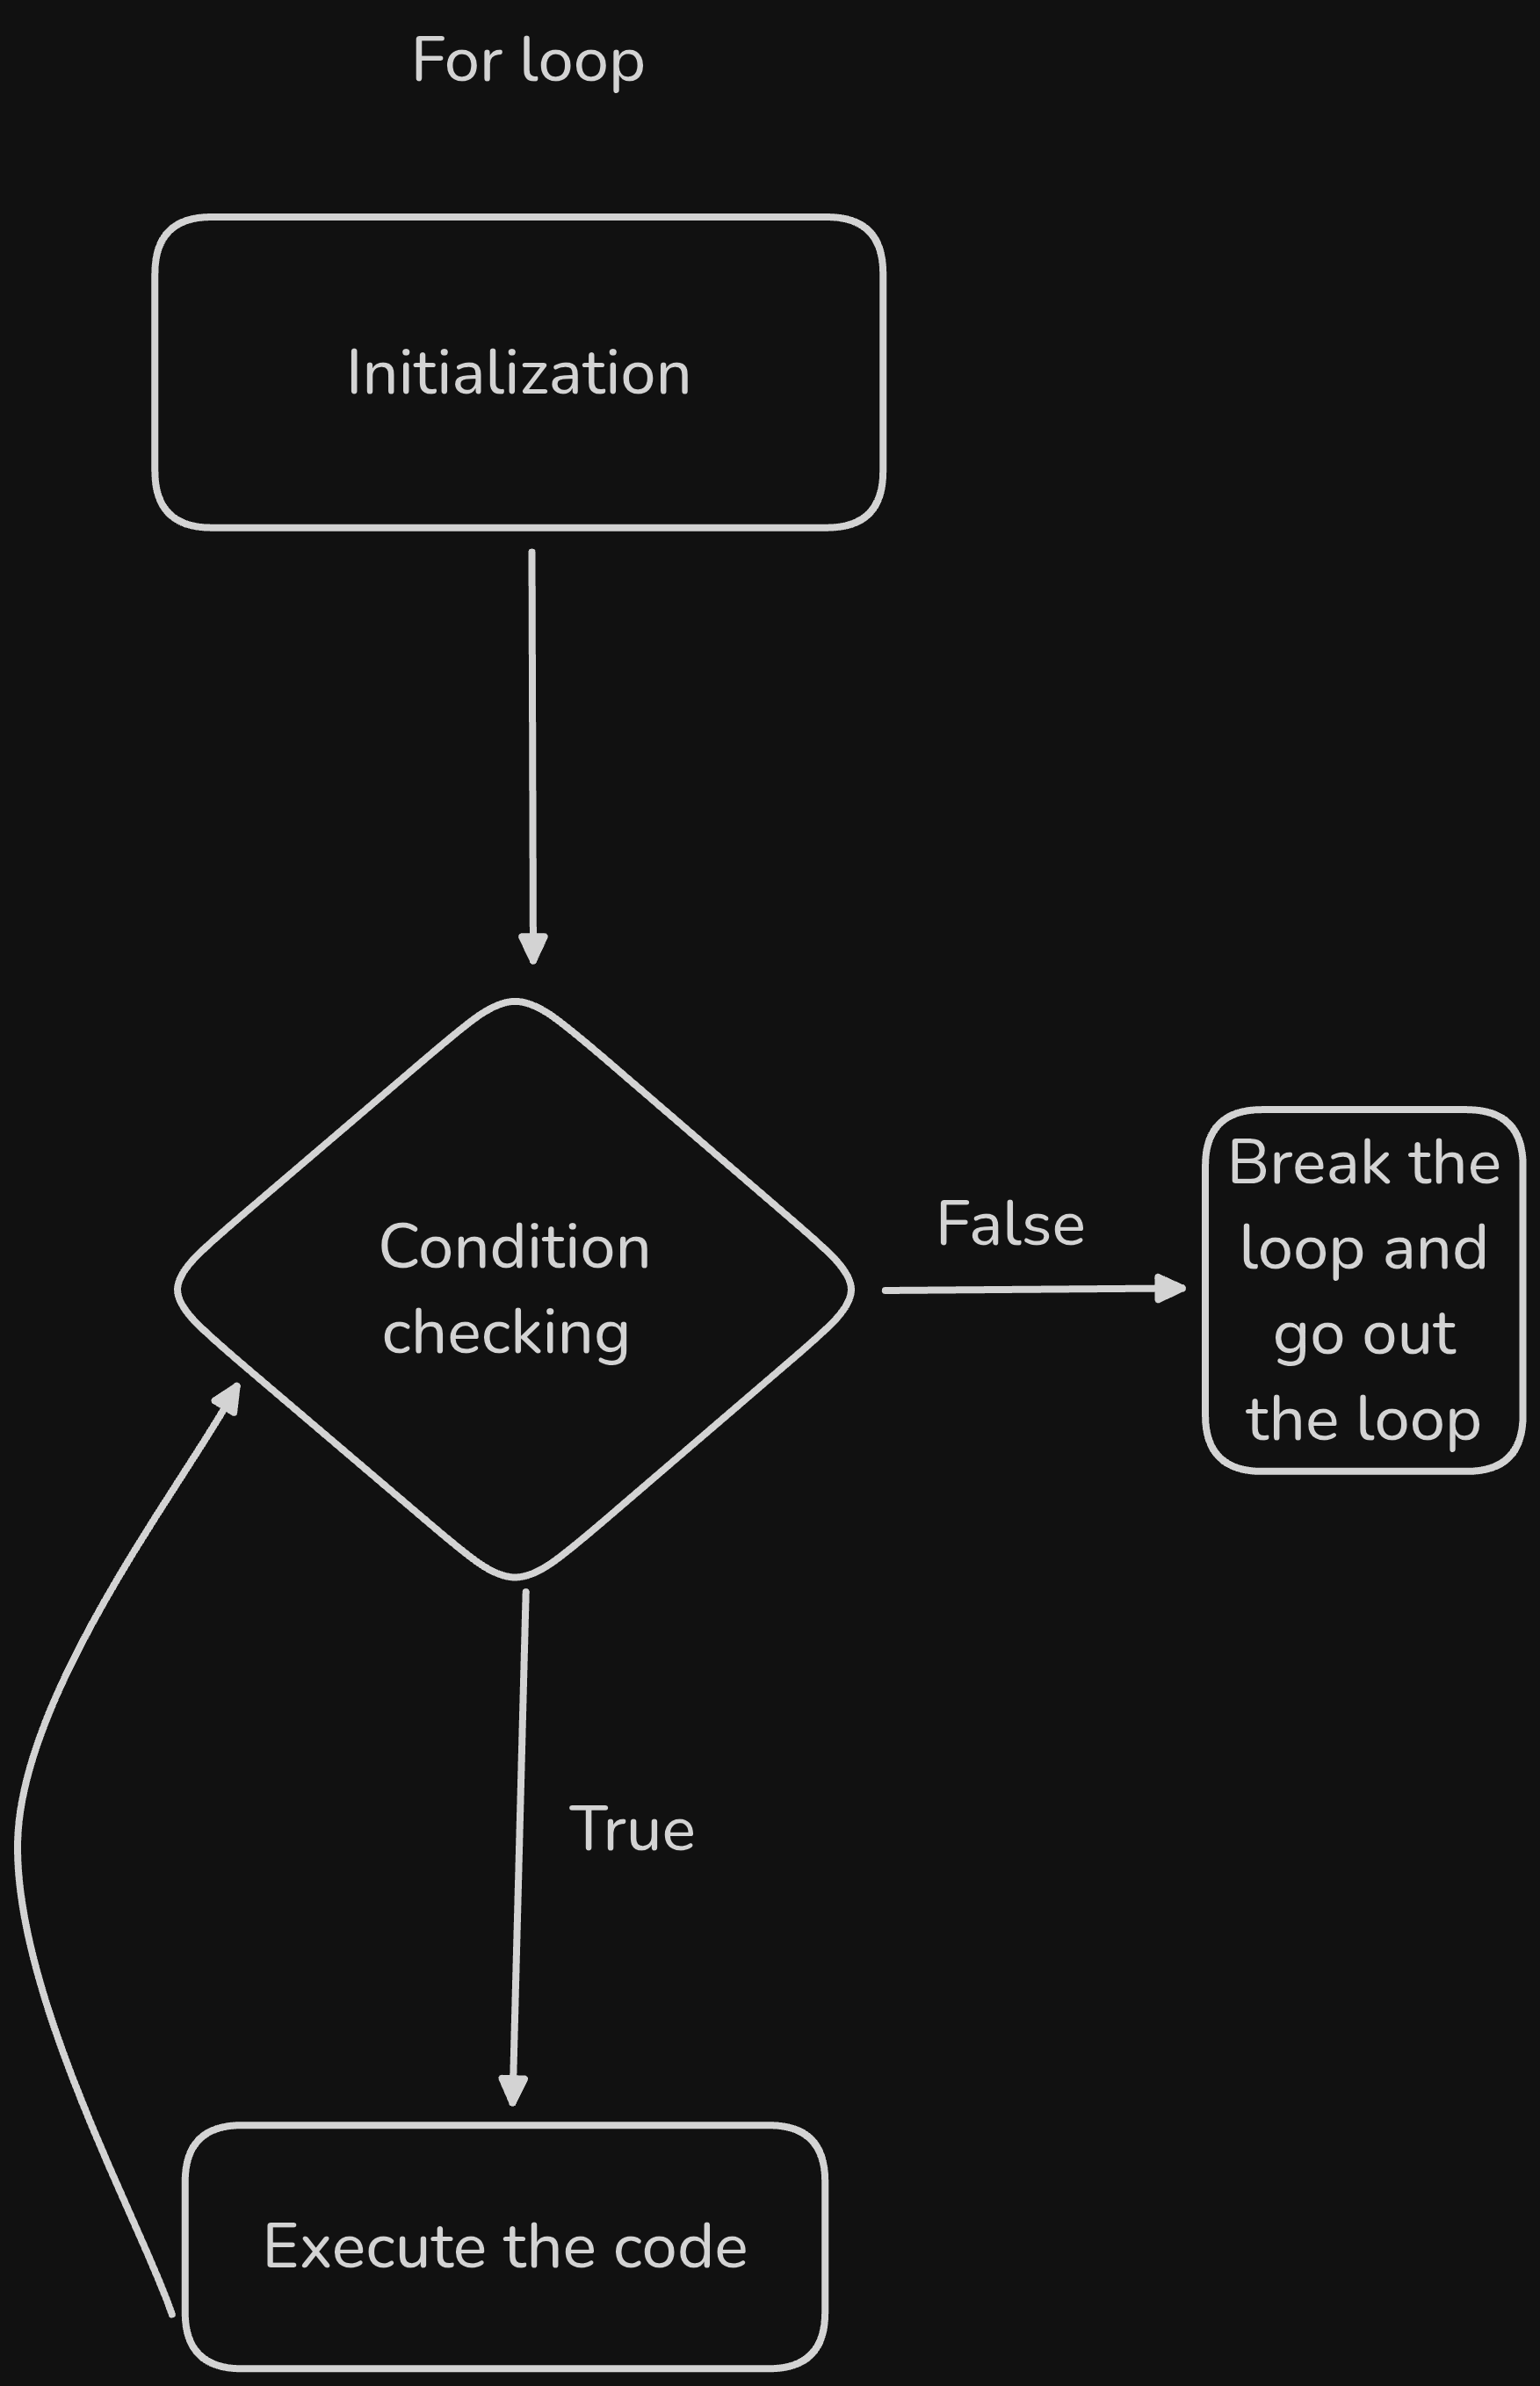 For loop
Initialization
Condition
checking
False
Break the
loop and
go out
the loop
True
Execute the code